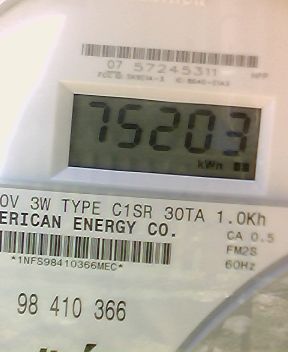 07 57245311
75203
kWh
0V 3W TYPE C1SR 30TA 1.0Kh
ERICAN ENERGY CO.
CA 0.5
FM2S
60Hz
*1NFS98410366MEC*
98 410 366